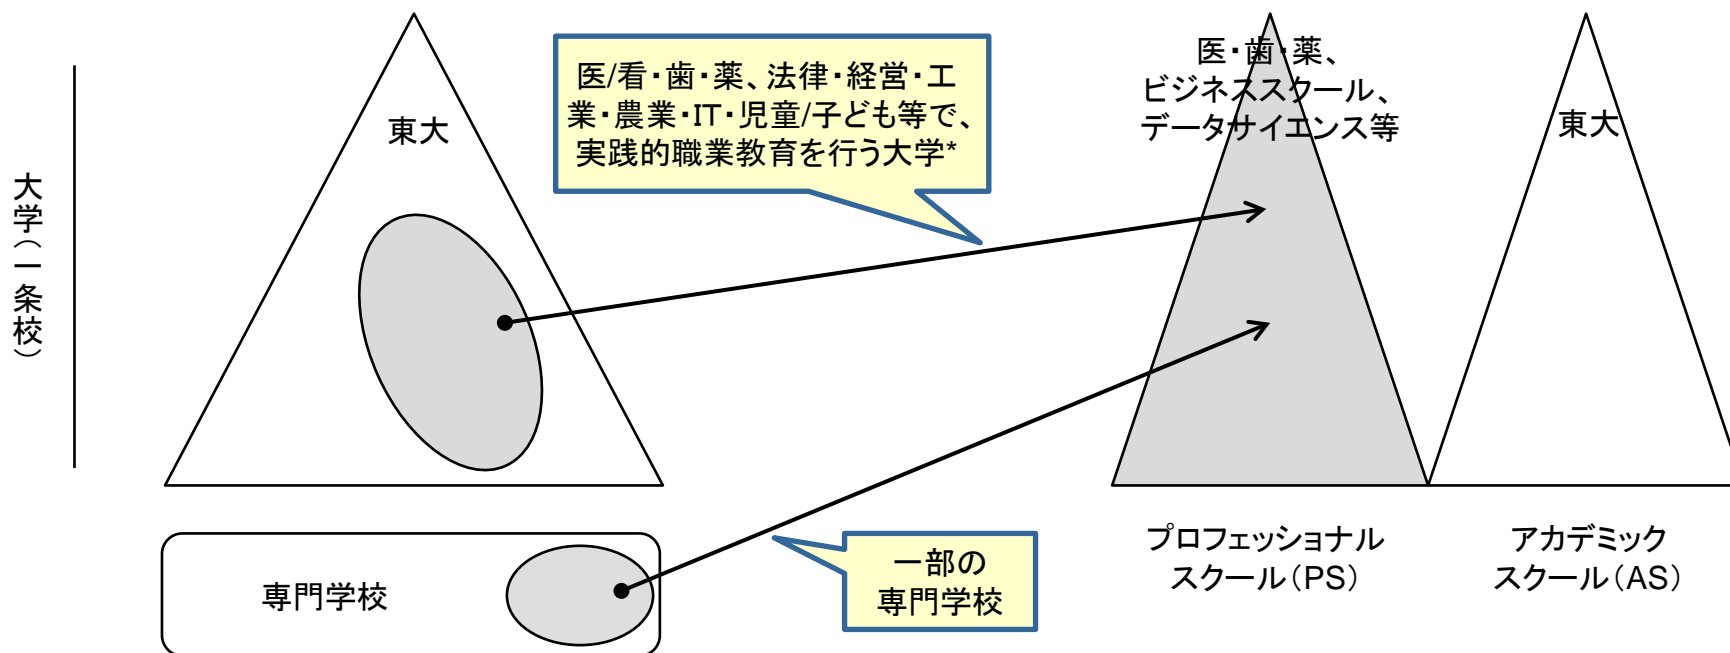 大学（一条校）
東大
医/看・歯・薬、法律・経営・工
業・農業・IT・児童/子ども等で、
実践的職業教育を行う大学*
医・歯・薬、
ビジネススクール、
データサイエンス等
東大
専門学校
一部の
専門学校
プロフェッショナル
スクール（PS）
アカデミック
スクール（AS）